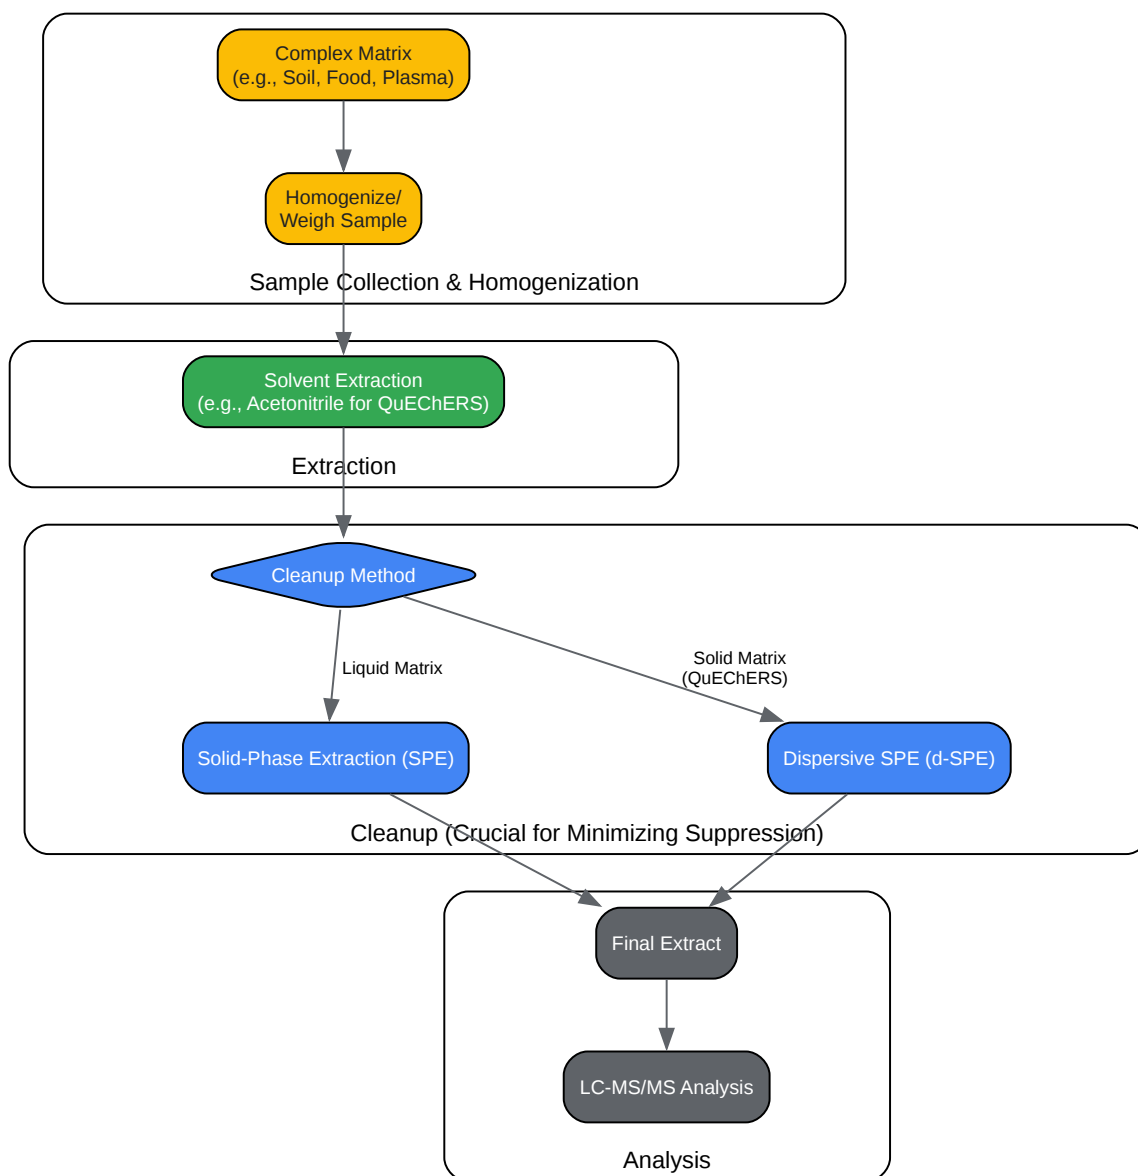 Complex Matrix
(e.g., Soil, Food, Plasma)
Homogenize/
Weigh Sample
Sample Collection & Homogenization
Solvent Extraction
(e.g., Acetonitrile for QuEChERS)
Extraction
Cleanup Method
Liquid Matrix
Solid Matrix
(QuEChERS)
Solid-Phase Extraction (SPE)
Dispersive SPE (d-SPE)
Cleanup (Crucial for Minimizing Suppression)
Final Extract
LC-MS/MS Analysis
Analysis